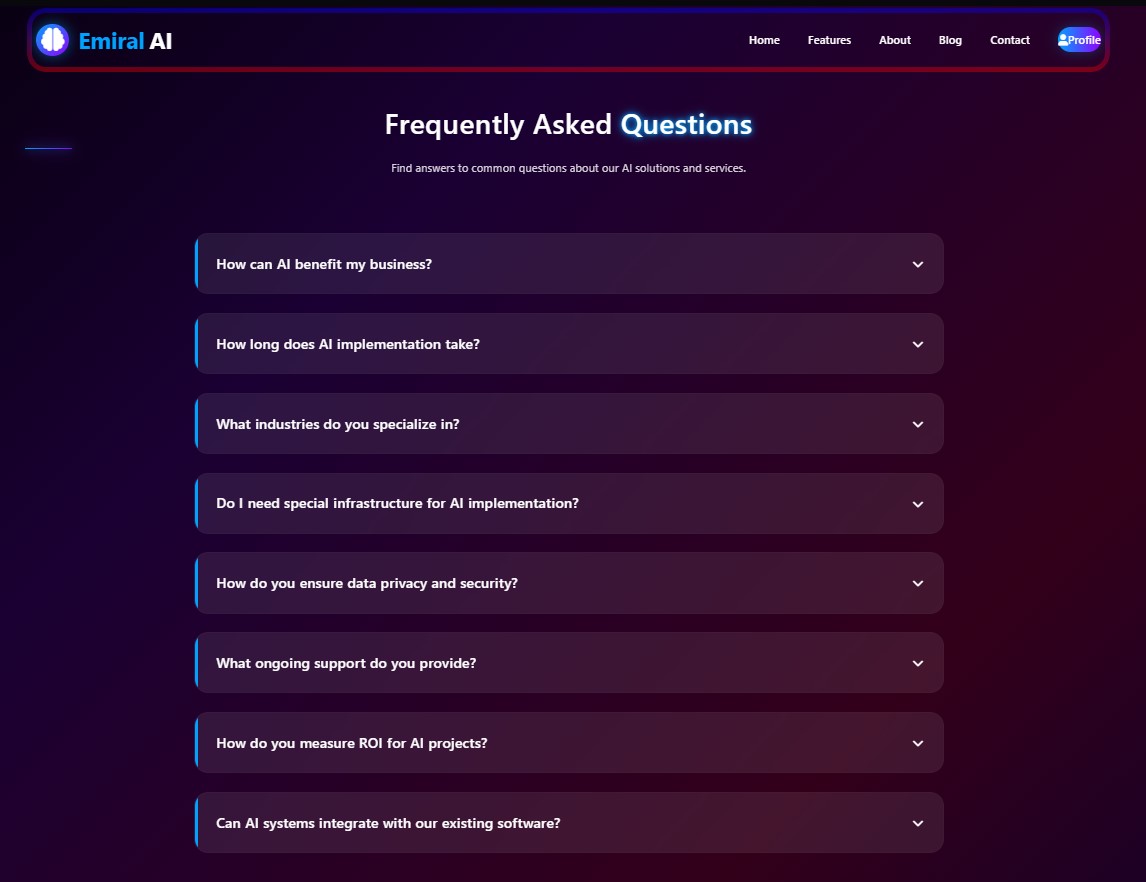 Emiral AI
Home Features About Blog Contact Profile
Frequently Asked Questions
Find answers to common questions about our AI solutions and services.
How can AI benefit my business?
How long does AI implementation take?
What industries do you specialize in?
Do I need special infrastructure for AI implementation?
How do you ensure data privacy and security?
What ongoing support do you provide?
How do you measure ROI for AI projects?
Can AI systems integrate with our existing software?